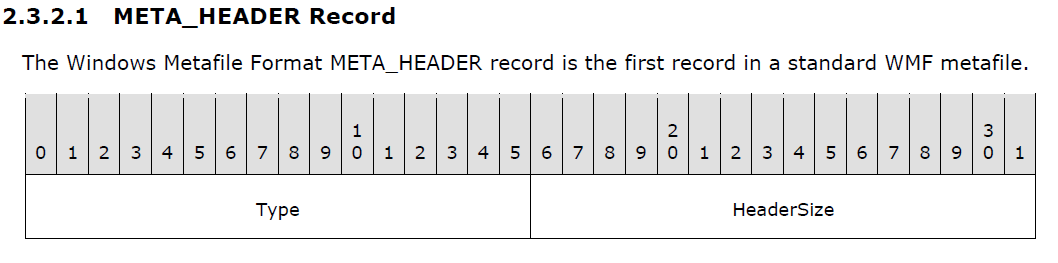 2.3.2.1 META_HEADER Record
The Windows Metafile Format META_HEADER record is the first record in a standard WMF metafile.
1 2 3
0 1 2 3 4 5 6 7 8 9 0 1 2 3 4 5 6 7 8 9 0 1 2 3 4 5 6 7 8 9 0 1
Type HeaderSize